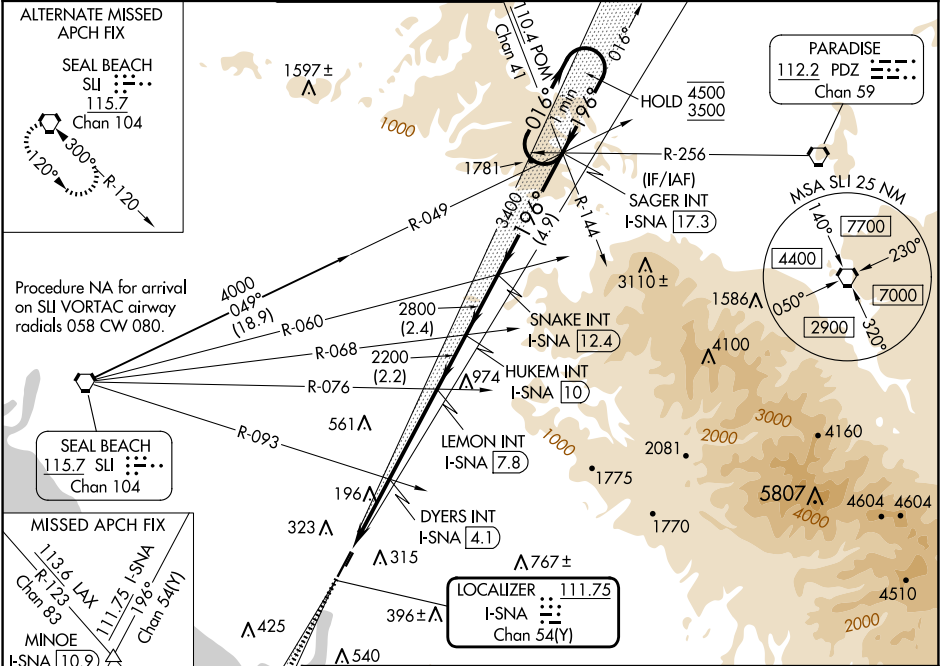 ALTERNATE MISSED
APCH FIX
SEAL BEACH
SLI
115.7
Chan 104
300°
120°
R-120
1597±
1000
110.4 POM
Chan 41
016°
016°
1 min
196°
HOLD
4500
3500
PARADISE
112.2 PDZ
Chan 59
1781
R-256
(IF/IAF)
SAGER INT
I-SNA 17.3
R-144
R-049
3400
196°
(4.9)
MSA SLI 25 NM
140°
7700
230°
4400
050°
7000
2900
320°
Procedure NA for arrival
on SLI VORTAC airway
radials 058 CW 080.
4000
049°
(18.9)
R-060
2800
(2.4)
R-068
2200
(2.2)
R-076
R-093
3110±
1586
4100
SNAKE INT
I-SNA 12.4
HUKEM INT
I-SNA 10
974
LEMON INT
I-SNA 7.8
561
SEAL BEACH
115.7 SLI
Chan 104
1000
2000
3000
2081
4160
1775
1770
5807
4000
4604
4604
4510
2000
196
DYERS INT
I-SNA 4.1
323
315
767±
396±
425
540
LOCALIZER 111.75
I-SNA
Chan 54(Y)
MISSED APCH FIX
113.6 LAX
R-123
Chan 83
111.75 I-SNA
196°
Chan 54(Y)
MINOE
I-SNA 10.9